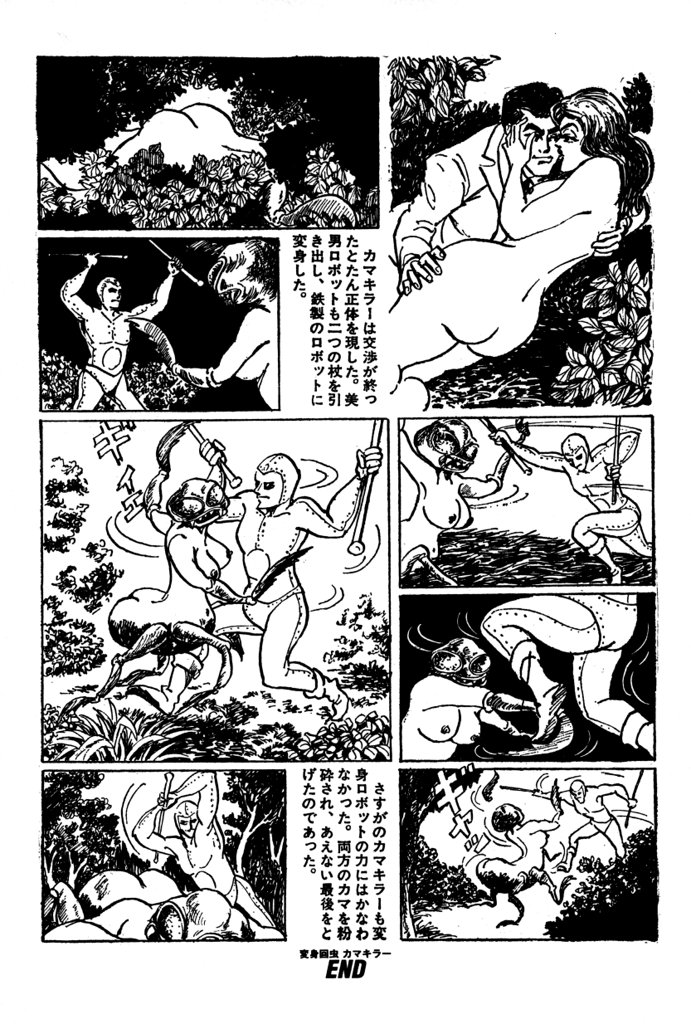 カマキラーは交渉が終っ
たとたん正体を現した。美
男ロボットも二つの杖を引
き出し、鉄製のロボットに
変身した。
ギィエ
さすがのカマキラーも変
身ロボットの力にはかなわ
なかった。両方のカマを粉
砕され、あえない最後をと
げたのであった。
ギャッ
変身回虫 カマキラー
END